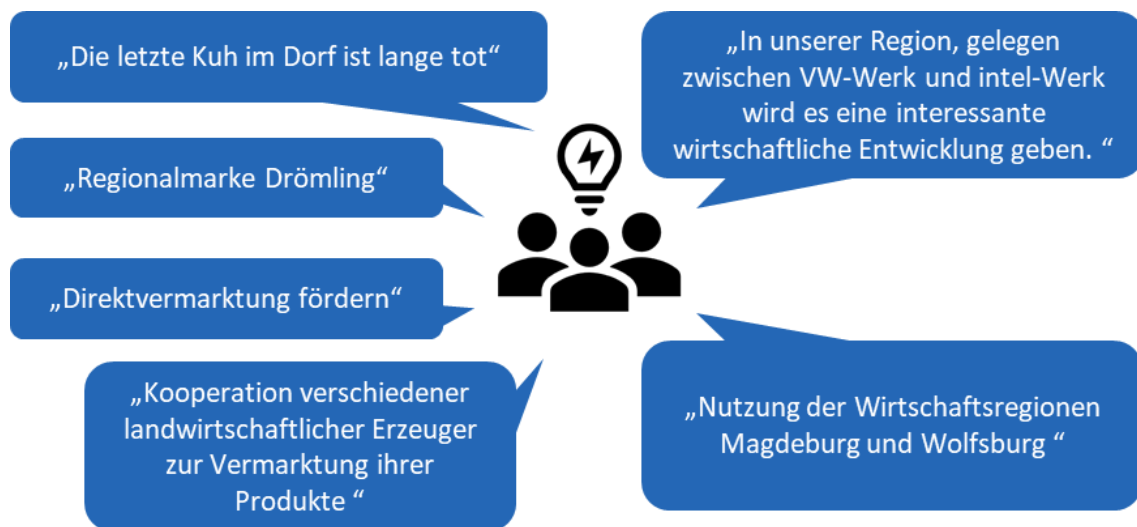 „Die letzte Kuh im Dorf ist lange tot“
„Regionalmarke Drömling“
„Direktvermarktung fördern“
„Kooperation verschiedener
landwirtschaftlicher Erzeuger
zur Vermarktung ihrer
Produkte “
„In unserer Region, gelegen
zwischen VW-Werk und intel-Werk
wird es eine interessante
wirtschaftliche Entwicklung geben. “
„Nutzung der Wirtschaftsregionen
Magdeburg und Wolfsburg “